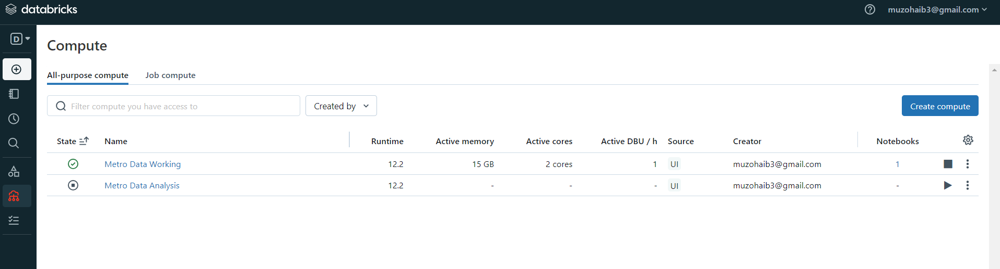 databricks
muzohaib3@gmail.com
D
Compute
All-purpose compute Job compute
Filter compute you have access to Created by Create compute
State Name Runtime Active memory Active cores Active DBU / h Source Creator Notebooks
Metro Data Working 12.2 15 GB 2 cores 1 UI muzohaib3@gmail.com 1
Metro Data Analysis 12.2 - - - UI muzohaib3@gmail.com -